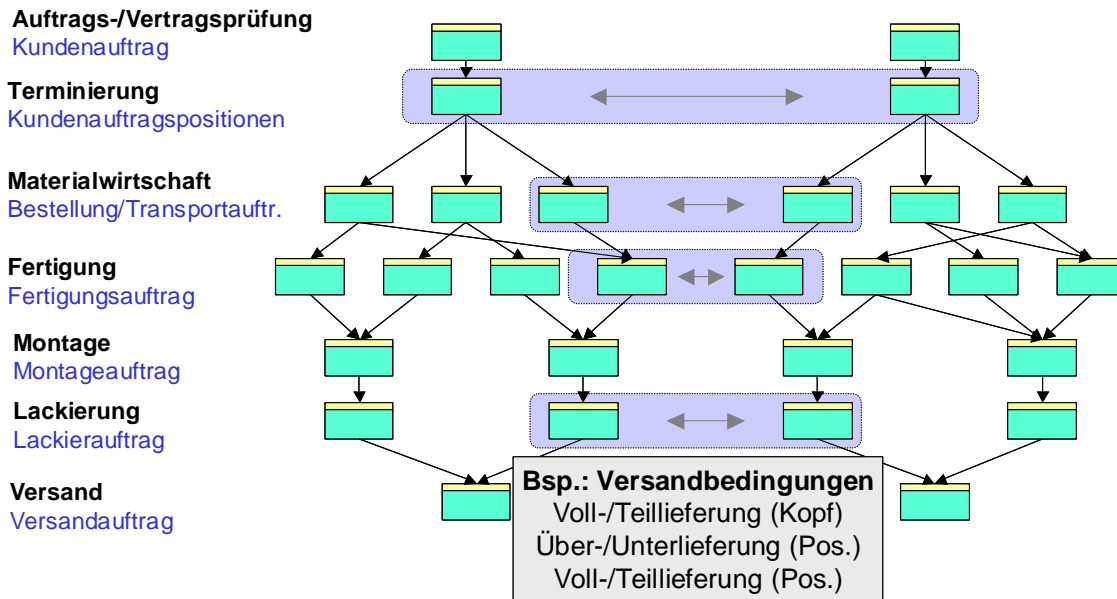 Auftrags-/Vertragsprüfung
Kundenauftrag
Terminierung
Kundenauftragspositionen
Materialwirtschaft
Bestellung/Transportauftr.
Fertigung
Fertigungsauftrag
Montage
Montageauftrag
Lackierung
Lackierauftrag
Versand
Versandauftrag
Bsp.: Versandbedingungen
Voll-/Teillieferung (Kopf)
Über-/Unterlieferung (Pos.)
Voll-/Teillieferung (Pos.)